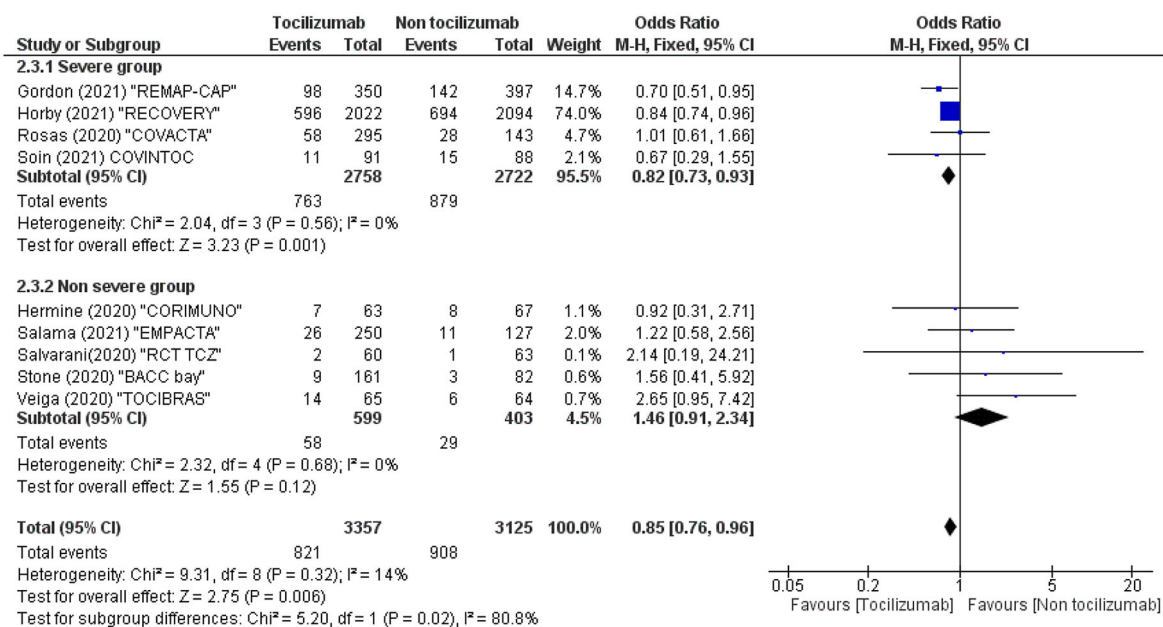 Tocilizumab Non tocilizumab Odds Ratio Odds Ratio
Study or Subgroup Events Total Events Total Weight M-H, Fixed, 95% CI M-H, Fixed, 95% CI
2.3.1 Severe group
Gordon (2021) "REMAP-CAP" 98 350 142 397 14.7% 0.70 [0.51, 0.95]
Horby (2021) "RECOVERY" 596 2022 694 2094 74.0% 0.84 [0.74, 0.96]
Rosas (2020) "COVACTA" 58 295 28 143 4.7% 1.01 [0.61, 1.66]
Soin (2021) COVINTOC 11 91 15 88 2.1% 0.67 [0.29, 1.55]
Subtotal (95% CI) 2758 2722 95.5% 0.82 [0.73, 0.93]
Total events 763 879
Heterogeneity: Chi² = 2.04, df = 3 (P = 0.56); I² = 0%
Test for overall effect: Z = 3.23 (P = 0.001)
2.3.2 Non severe group
Hermine (2020) "CORIMUNO" 7 63 8 67 1.1% 0.92 [0.31, 2.71]
Salama (2021) "EMPACTA" 26 250 11 127 2.0% 1.22 [0.58, 2.56]
Salvarani(2020) "RCT TCZ" 2 60 1 63 0.1% 2.14 [0.19, 24.21]
Stone (2020) "BACC bay" 9 161 3 82 0.6% 1.56 [0.41, 5.92]
Veiga (2020) "TOCIBRAS" 14 65 6 64 0.7% 2.65 [0.95, 7.42]
Subtotal (95% CI) 599 403 4.5% 1.46 [0.91, 2.34]
Total events 58 29
Heterogeneity: Chi² = 2.32, df = 4 (P = 0.68); I² = 0%
Test for overall effect: Z = 1.55 (P = 0.12)
Total (95% CI) 3357 3125 100.0% 0.85 [0.76, 0.96]
Total events 821 908
Heterogeneity: Chi² = 9.31, df = 8 (P = 0.32); I² = 14%
Test for overall effect: Z = 2.75 (P = 0.006)
Test for subgroup differences: Chi² = 5.20, df = 1 (P = 0.02), I² = 80.8%
0.05 0.2 1 5 20
Favours [Tocilizumab] Favours [Non tocilizumab]